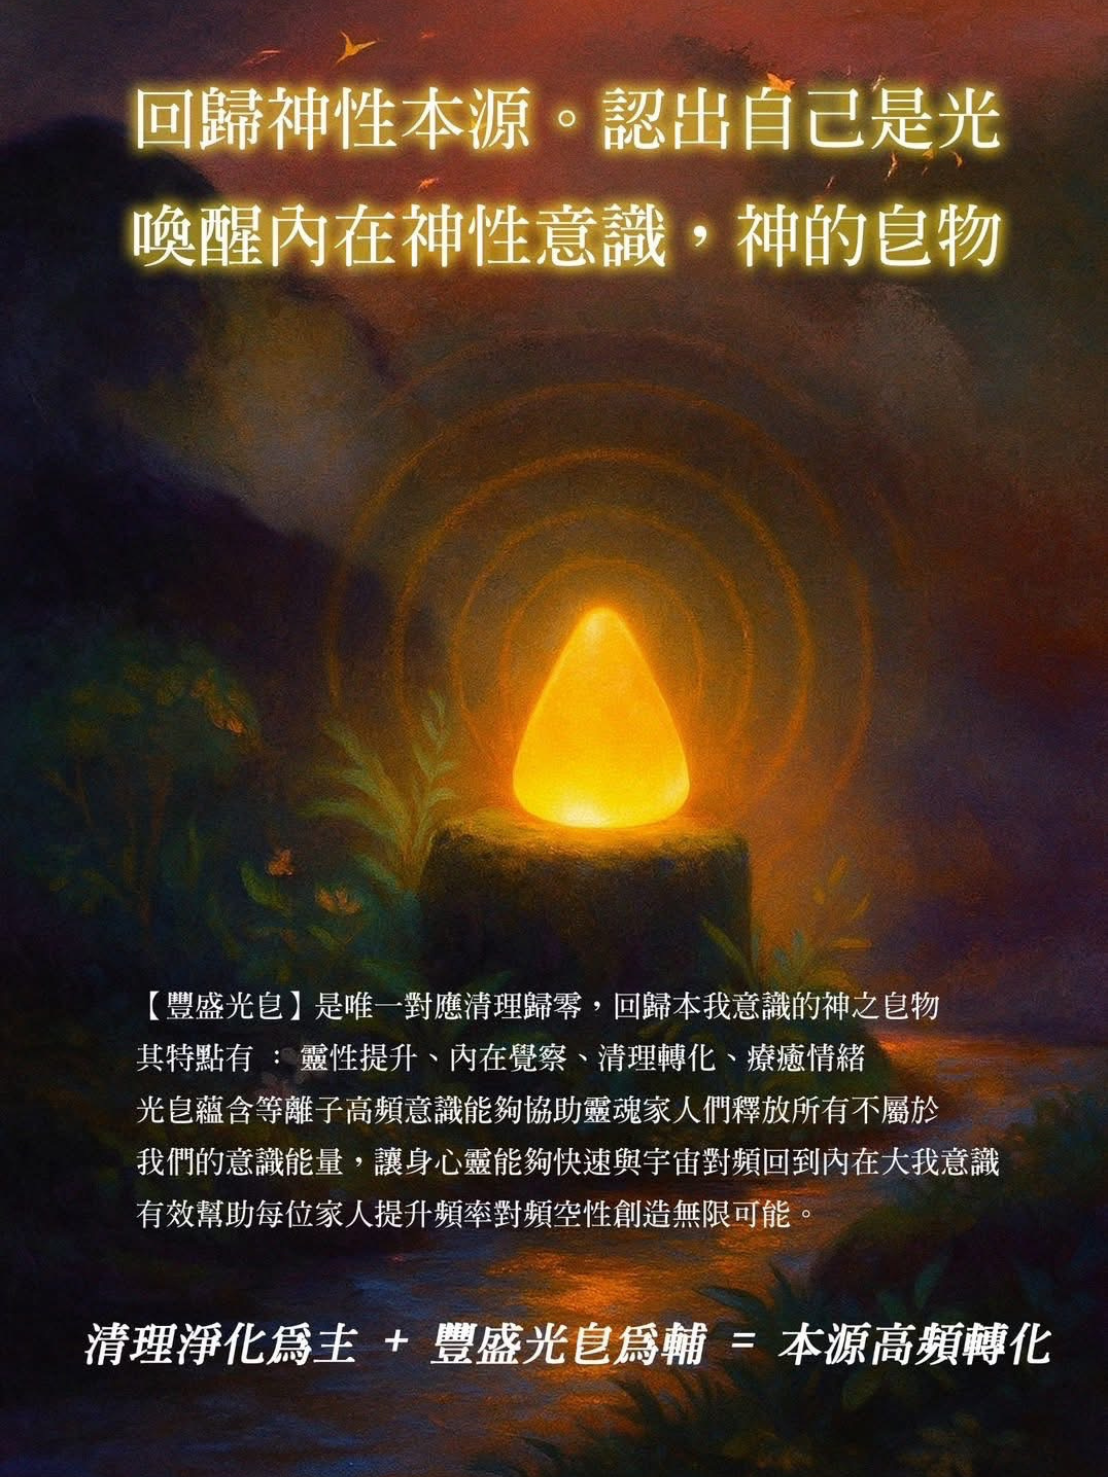 回歸神性本源。認出自己是光
喚醒內在神性意識，神的皀物
【豐盛光皀】是唯一對應清理歸零，回歸本我意識的神之皀物
其特點有 ： 靈性提升、內在覺察、清理轉化、療癒情緒
光皀蘊含等離子高頻意識能夠協助靈魂家人們釋放所有不屬於
我們的意識能量，讓身心靈能夠快速與宇宙對頻回到內在大我意識
有效幫助每位家人提升頻率對頻空性創造無限可能。
清理淨化爲主 + 豐盛光皀爲輔 = 本源高頻轉化